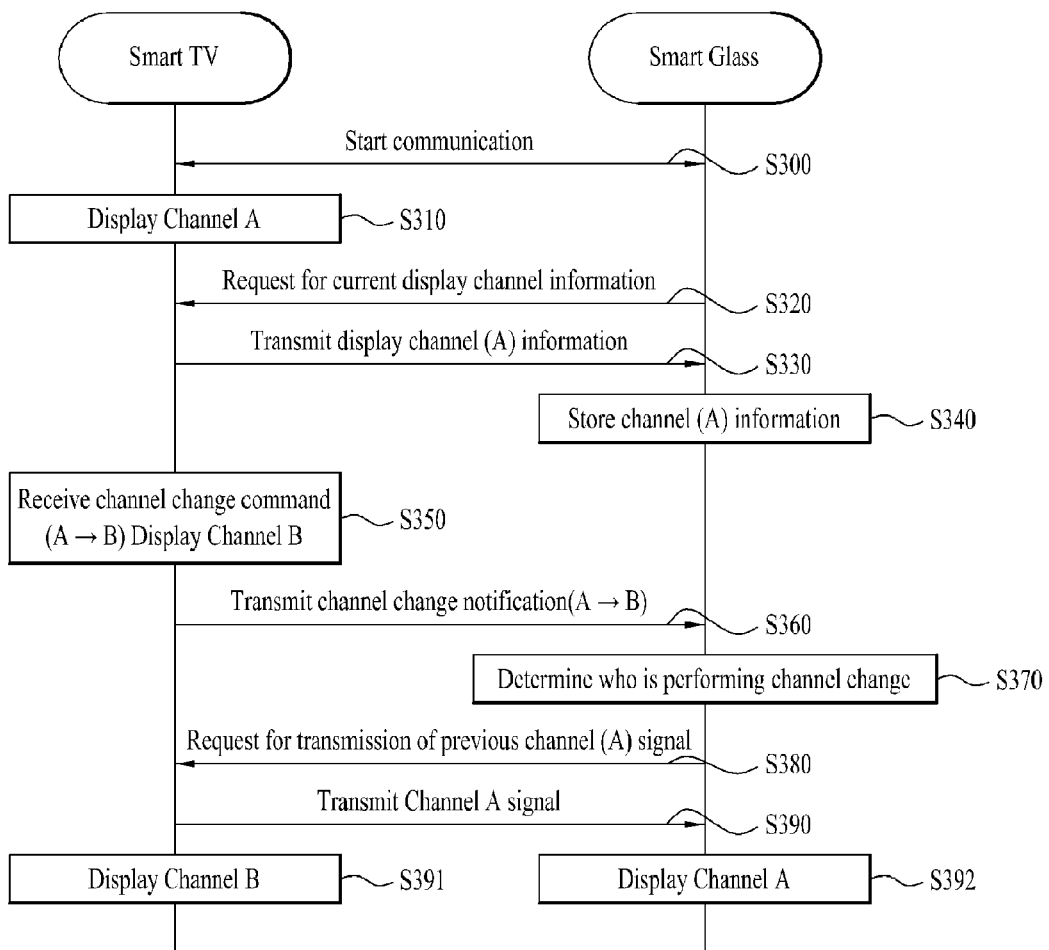 Smart TV
Smart Glass
Start communication
S300
Display Channel A
S310
Request for current display channel information
S320
Transmit display channel (A) information
S330
Store channel (A) information
S340
Receive channel change command
(A → B) Display Channel B
S350
Transmit channel change notification(A → B)
S360
Determine who is performing channel change
S370
Request for transmission of previous channel (A) signal
S380
Transmit Channel A signal
S390
Display Channel B
S391
Display Channel A
S392